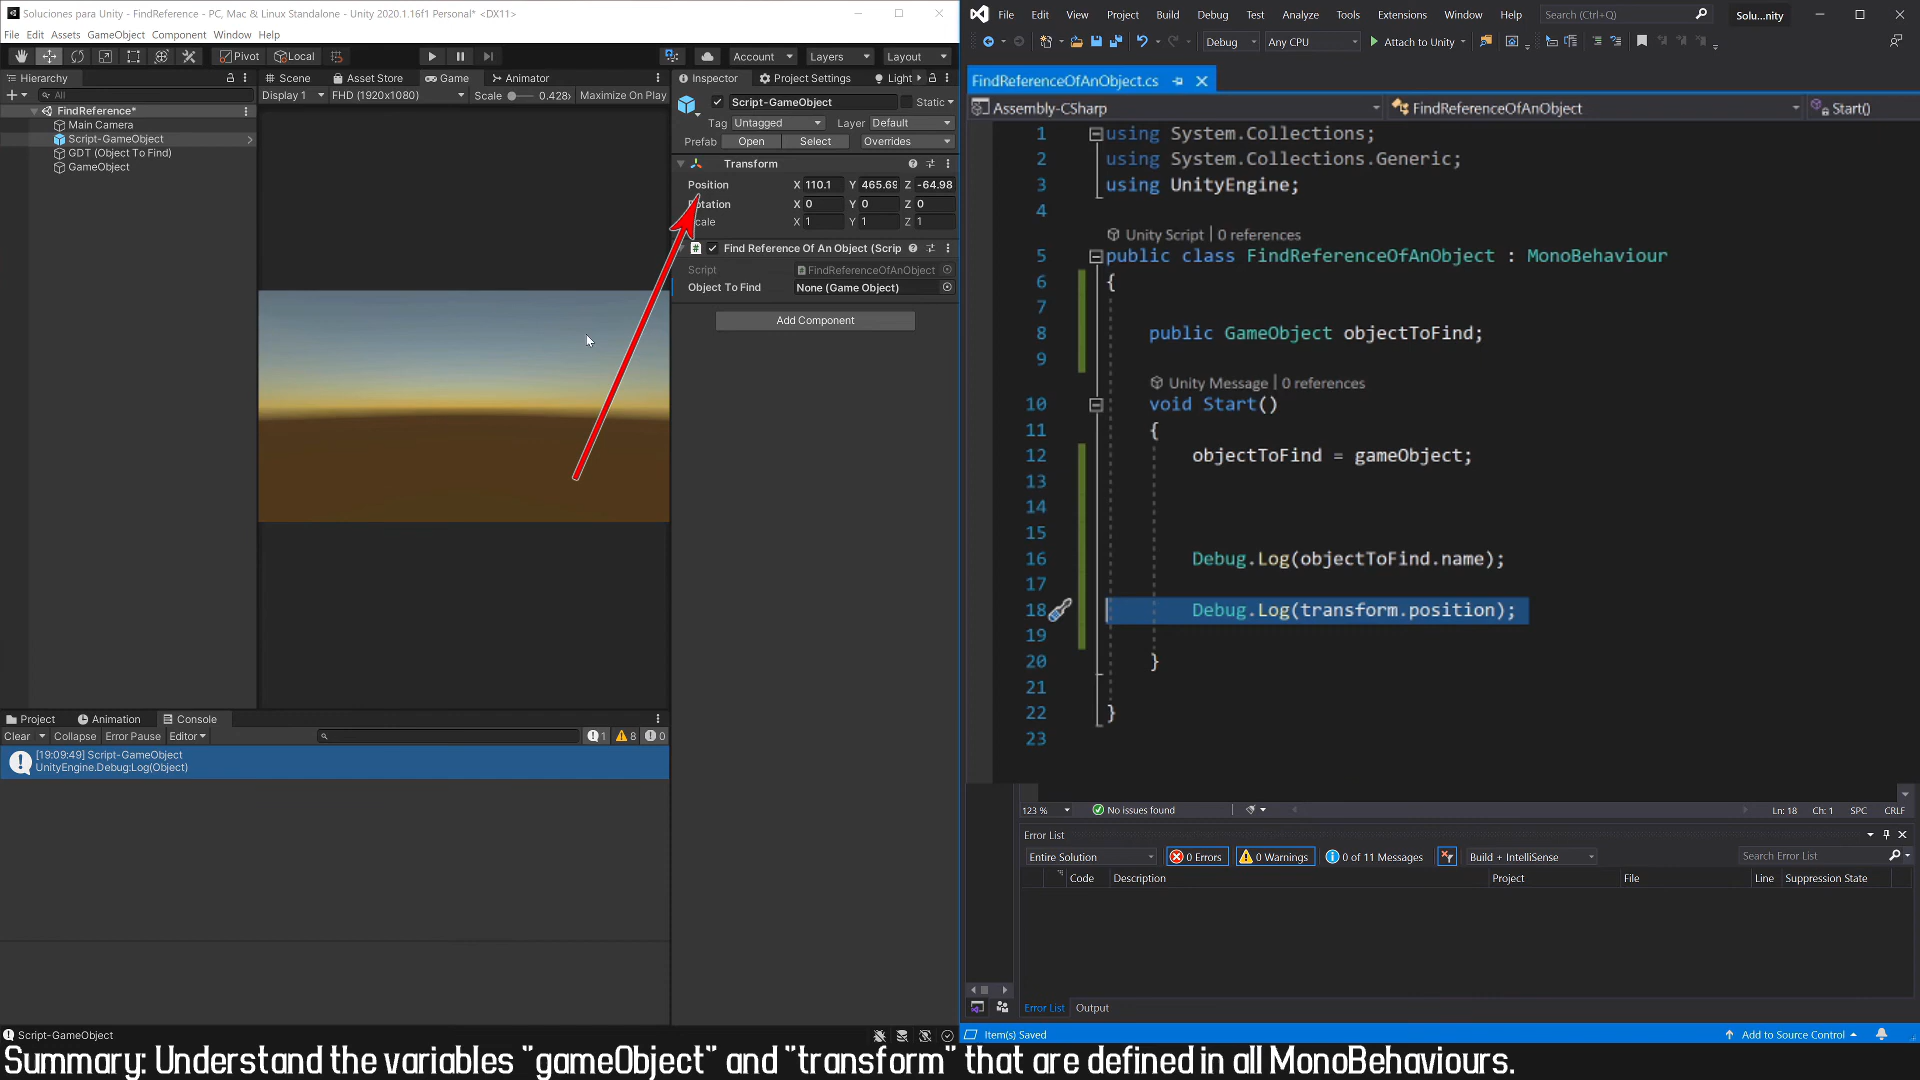 Soluciones para Unity - FindReference - PC, Mac & Linux Standalone - Unity 2020.1.16f1 Personal* <DX11>
File Edit Assets GameObject Component Window Help
Pivot Local Account Layers Layout
Hierarchy
All
FindReference*
Main Camera
Script-GameObject
GDT (Object To Find)
GameObject
Scene Asset Store Game Animator
Display 1 FHD (1920x1080) Scale 0.428x Maximize On Play
Inspector Project Settings Light
Script-GameObject Static
Tag Untagged Layer Default
Prefab Open Select Overrides
Transform
Position X 110.1 Y 465.69 Z -64.98
X 0 Y 0 Z 0
X 1 Y 1 Z 1
Find Reference Of An Object (Scrip
Script FindReferenceOfAnObject
Object To Find None (Game Object)
Add Component
Project Animation Console
Clear Collapse Error Pause Editor 1 8 0
[19:09:49] Script-GameObject
UnityEngine.Debug:Log(Object)
Script-GameObject
File Edit View Project Build Debug Test Analyze Tools Extensions Window Help Search (Ctrl+Q) Solu...nity
Debug Any CPU Attach to Unity
FindReferenceOfAnObject.cs
Assembly-CSharp FindReferenceOfAnObject Start()
1 using System.Collections;
2 using System.Collections.Generic;
3 using UnityEngine;
4
Unity Script | 0 references
5 public class FindReferenceOfAnObject : MonoBehaviour
6 {
7
8 public GameObject objectToFind;
9
Unity Message | 0 references
10 void Start()
11 {
12 objectToFind = gameObject;
13
14
15
16 Debug.Log(objectToFind.name);
17
18 Debug.Log(transform.position);
19
20 }
21
22 }
23
123 % No issues found Ln: 18 Ch: 1 SPC CRLF
Error List
Entire Solution 0 Errors 0 Warnings 0 of 11 Messages Build + IntelliSense Search Error List
Code Description Project File Line Suppression State
Error List Output
Item(s) Saved Add to Source Control
Summary: Understand the variables "gameObject" and "transform" that are defined in all MonoBehaviours.